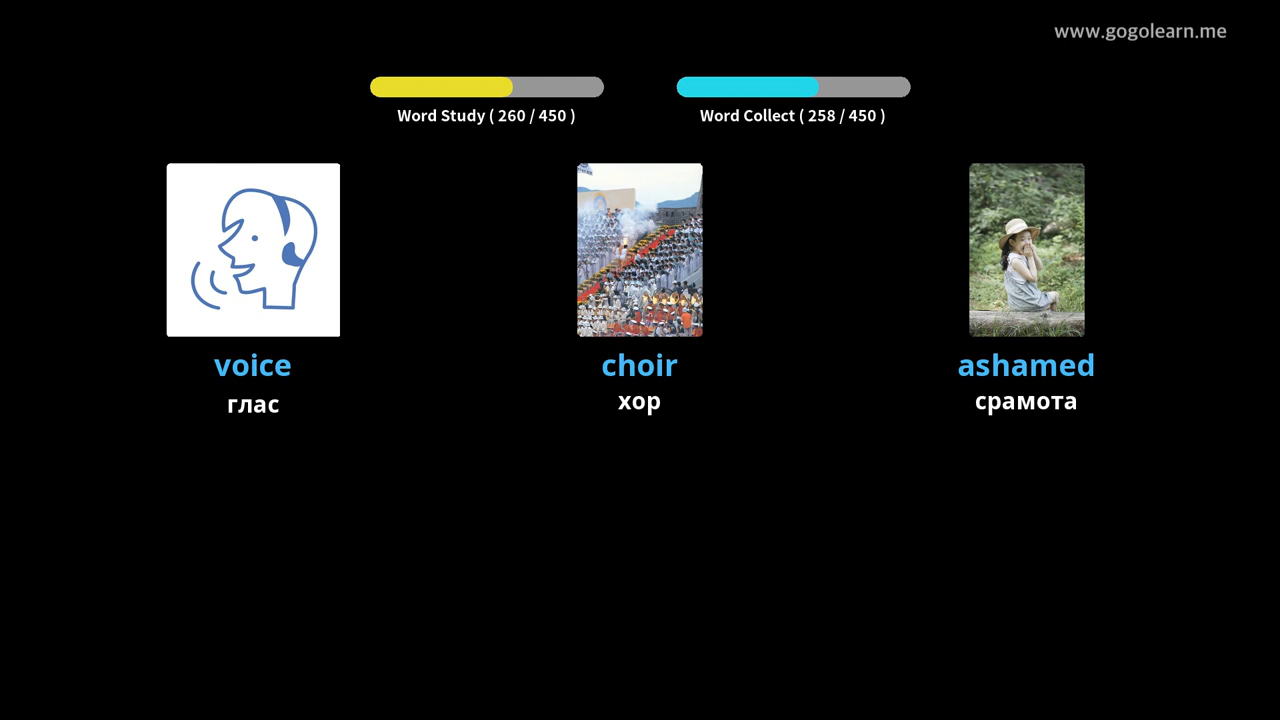 www.gogolearn.me
Word Study ( 260 / 450 )
Word Collect ( 258 / 450 )
voice
choir
ashamed
глас
хор
срамота